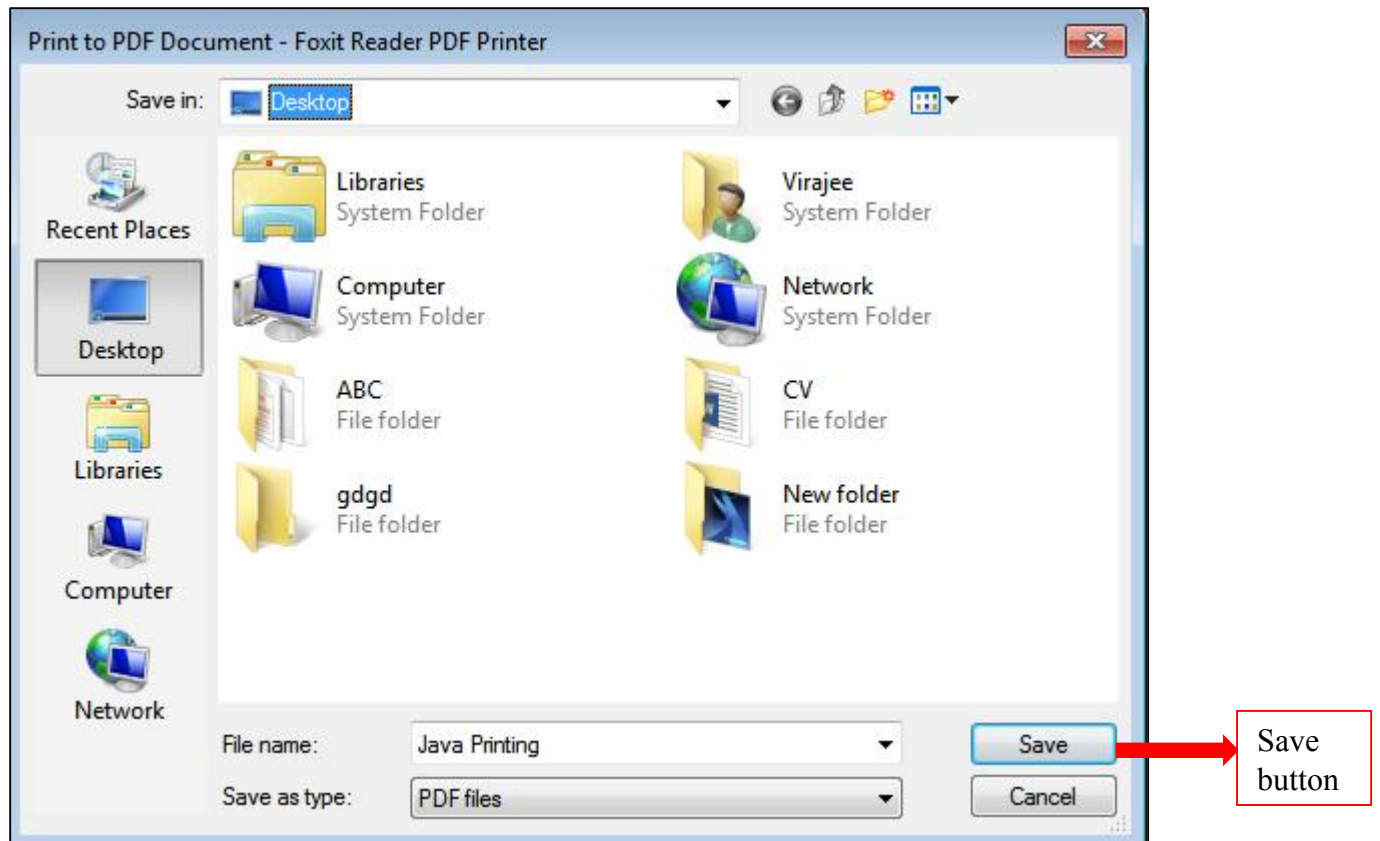 Print to PDF Document - Foxit Reader PDF Printer
Save in: Desktop
Recent Places
Desktop
Libraries
Computer
Network
Libraries
System Folder
Virajee
System Folder
Computer
System Folder
Network
System Folder
ABC
File folder
CV
File folder
gdgd
File folder
New folder
File folder
File name: Java Printing Save
Save as type: PDF files Cancel
Save
button